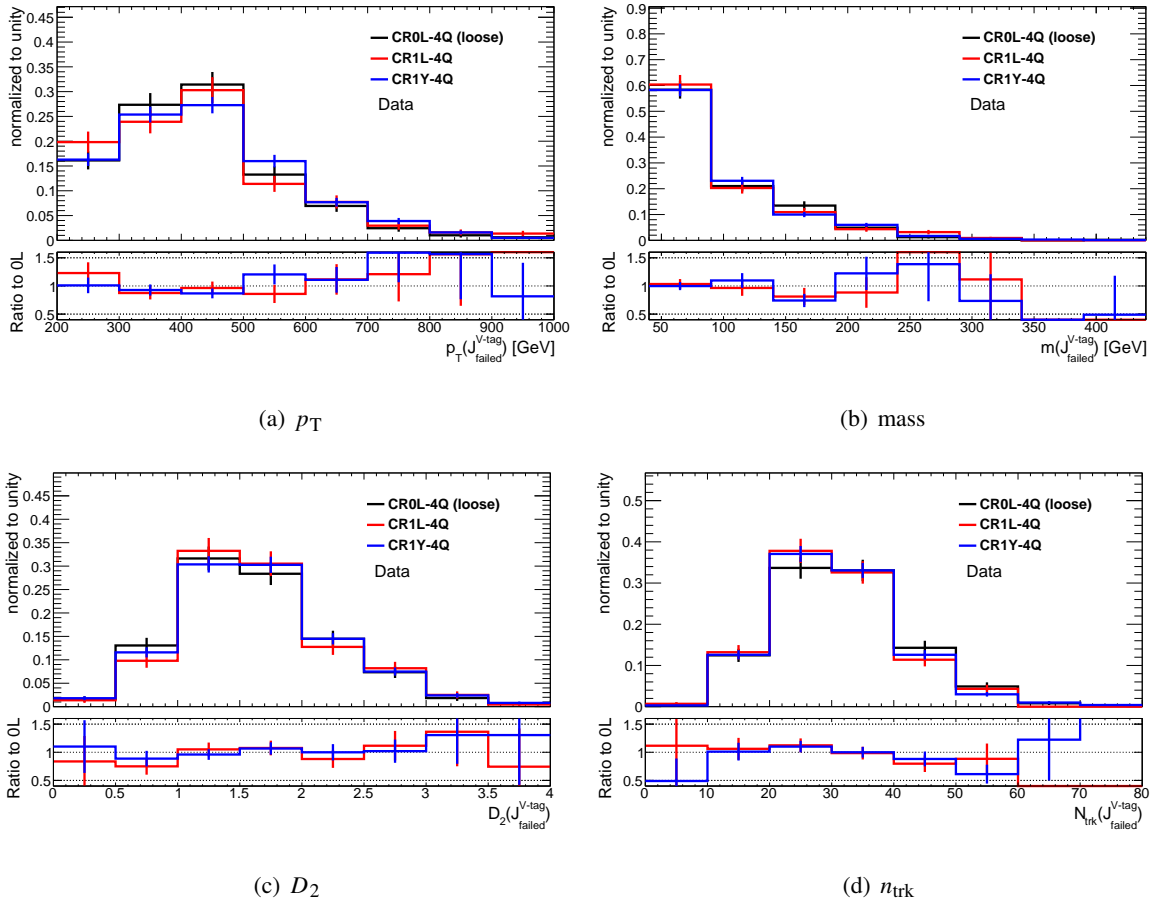 normalized to unity
0.45
0.4
0.35
0.3
0.25
0.2
0.15
0.1
0.05
0
CR0L-4Q (loose)
CR1L-4Q
CR1Y-4Q
Data
Ratio to 0L
1.5
1
0.5
200 300 400 500 600 700 800 900 1000
p_T(J^V-tag_failed) [GeV]
(a) p_T
normalized to unity
0.9
0.8
0.7
0.6
0.5
0.4
0.3
0.2
0.1
0
CR0L-4Q (loose)
CR1L-4Q
CR1Y-4Q
Data
Ratio to 0L
1.5
1
0.5
50 100 150 200 250 300 350 400
m(J^V-tag_failed) [GeV]
(b) mass
normalized to unity
0.45
0.4
0.35
0.3
0.25
0.2
0.15
0.1
0.05
0
CR0L-4Q (loose)
CR1L-4Q
CR1Y-4Q
Data
Ratio to 0L
1.5
1
0.5
0 0.5 1 1.5 2 2.5 3 3.5 4
D_2(J^V-tag_failed)
(c) D_2
normalized to unity
0.5
0.4
0.3
0.2
0.1
0
CR0L-4Q (loose)
CR1L-4Q
CR1Y-4Q
Data
Ratio to 0L
1.5
1
0.5
0 10 20 30 40 50 60 70 80
N_trk(J^V-tag_failed)
(d) n_trk